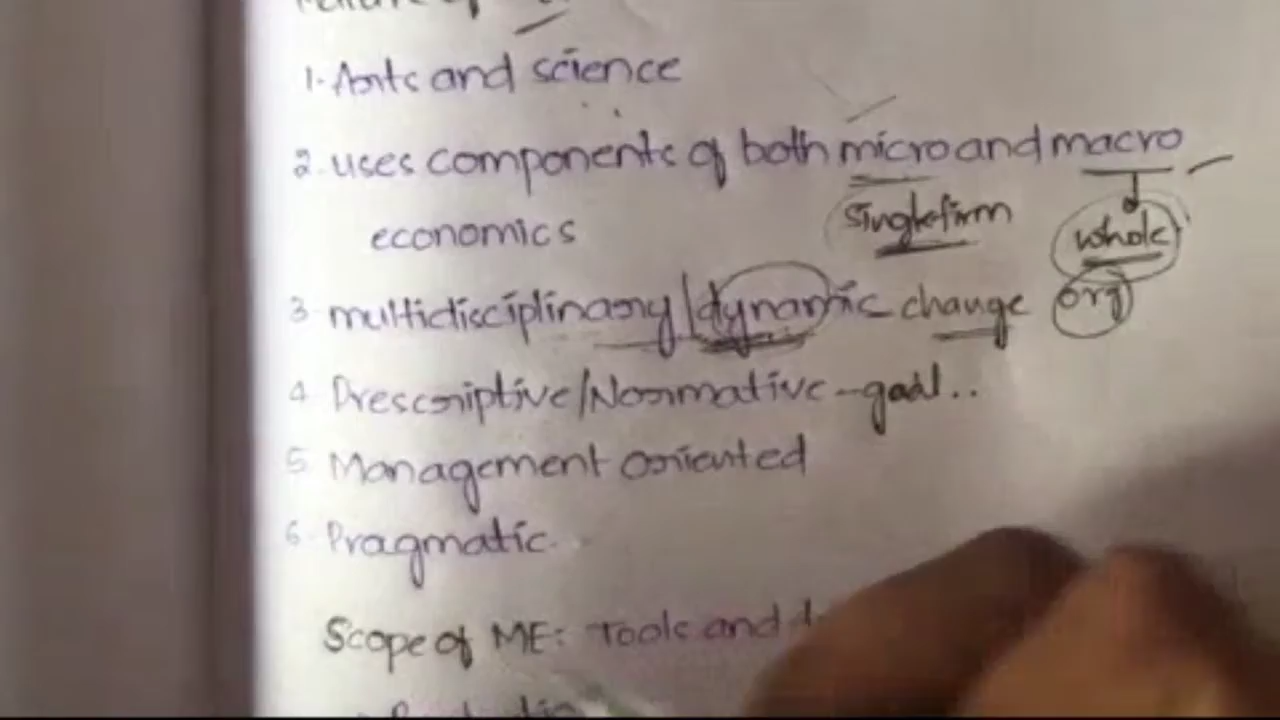 1. Arts and science
2. uses components of both micro and macro
single firm
whole
economics
3 multidisciplinary/dynamic change org
4 Prescriptive/Normative - goal..
5 Management oriented
6 Pragmatic.
Scope of ME: Tools and